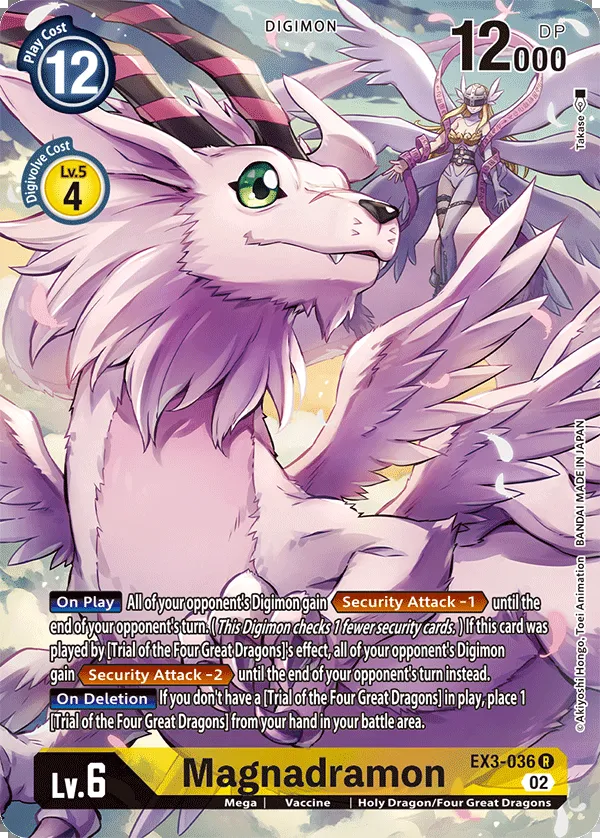 Play Cost
12
DIGIMON
DP
12000
Digivolve Cost
Lv.5
4
Takase
On Play All of your opponent's Digimon gain Security Attack -1 until the
end of your opponent's turn. (This Digimon checks 1 fewer security cards.) If this card was
played by [Trial of the Four Great Dragons]'s effect, all of your opponent's Digimon
gain Security Attack -2 until the end of your opponent's turn instead.
On Deletion If you don't have a [Trial of the Four Great Dragons] in play, place 1
[Trial of the Four Great Dragons] from your hand in your battle area.
©Akiyoshi Hongo, Toei Animation BANDAI MADE IN JAPAN
Lv.6
Magnadramon
EX3-036 R
02
Mega | Vaccine | Holy Dragon/Four Great Dragons